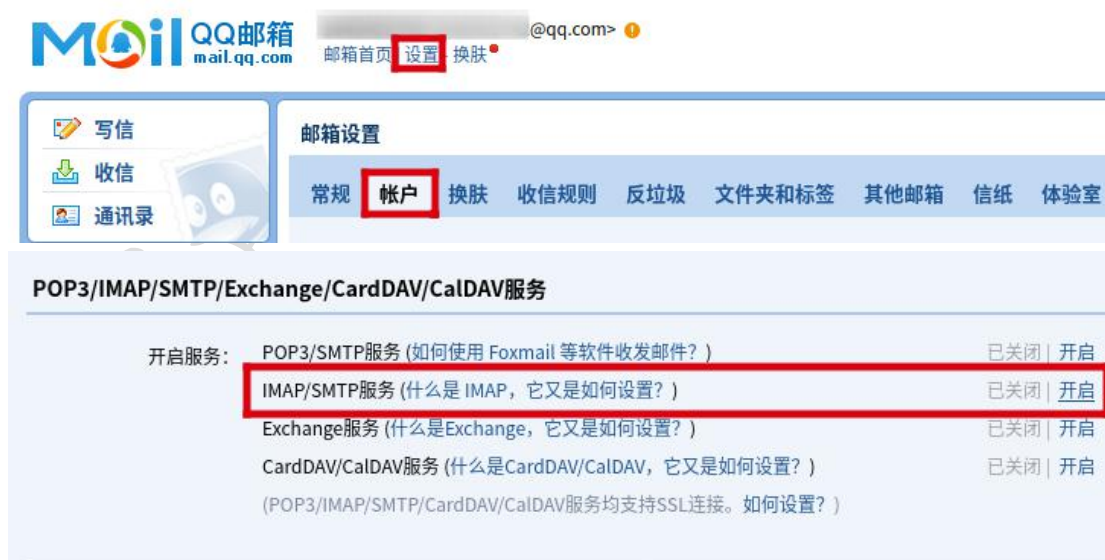 Mail QQ邮箱
mail.qq.com
@qq.com>
邮箱首页 设置 换肤
写信
收信
通讯录
邮箱设置
常规 帐户 换肤 收信规则 反垃圾 文件夹和标签 其他邮箱 信纸 体验室
POP3/IMAP/SMTP/Exchange/CardDAV/CalDAV服务
开启服务： POP3/SMTP服务 (如何使用 Foxmail 等软件收发邮件？) 已关闭 | 开启
IMAP/SMTP服务 (什么是 IMAP，它又是如何设置？) 已关闭 | 开启
Exchange服务 (什么是Exchange，它又是如何设置？) 已关闭 | 开启
CardDAV/CalDAV服务 (什么是CardDAV/CalDAV，它又是如何设置？) 已关闭 | 开启
(POP3/IMAP/SMTP/CardDAV/CalDAV服务均支持SSL连接。如何设置？)